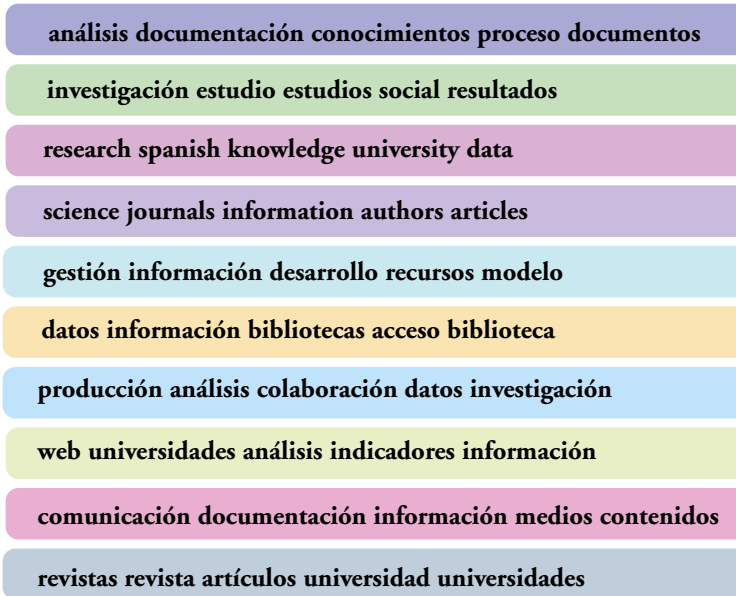 análisis documentación conocimientos proceso documentos
investigación estudio estudios social resultados
research spanish knowledge university data
science journals information authors articles
gestión información desarrollo recursos modelo
datos información bibliotecas acceso biblioteca
producción análisis colaboración datos investigación
web universidades análisis indicadores información
comunicación documentación información medios contenidos
revistas revista artículos universidad universidades